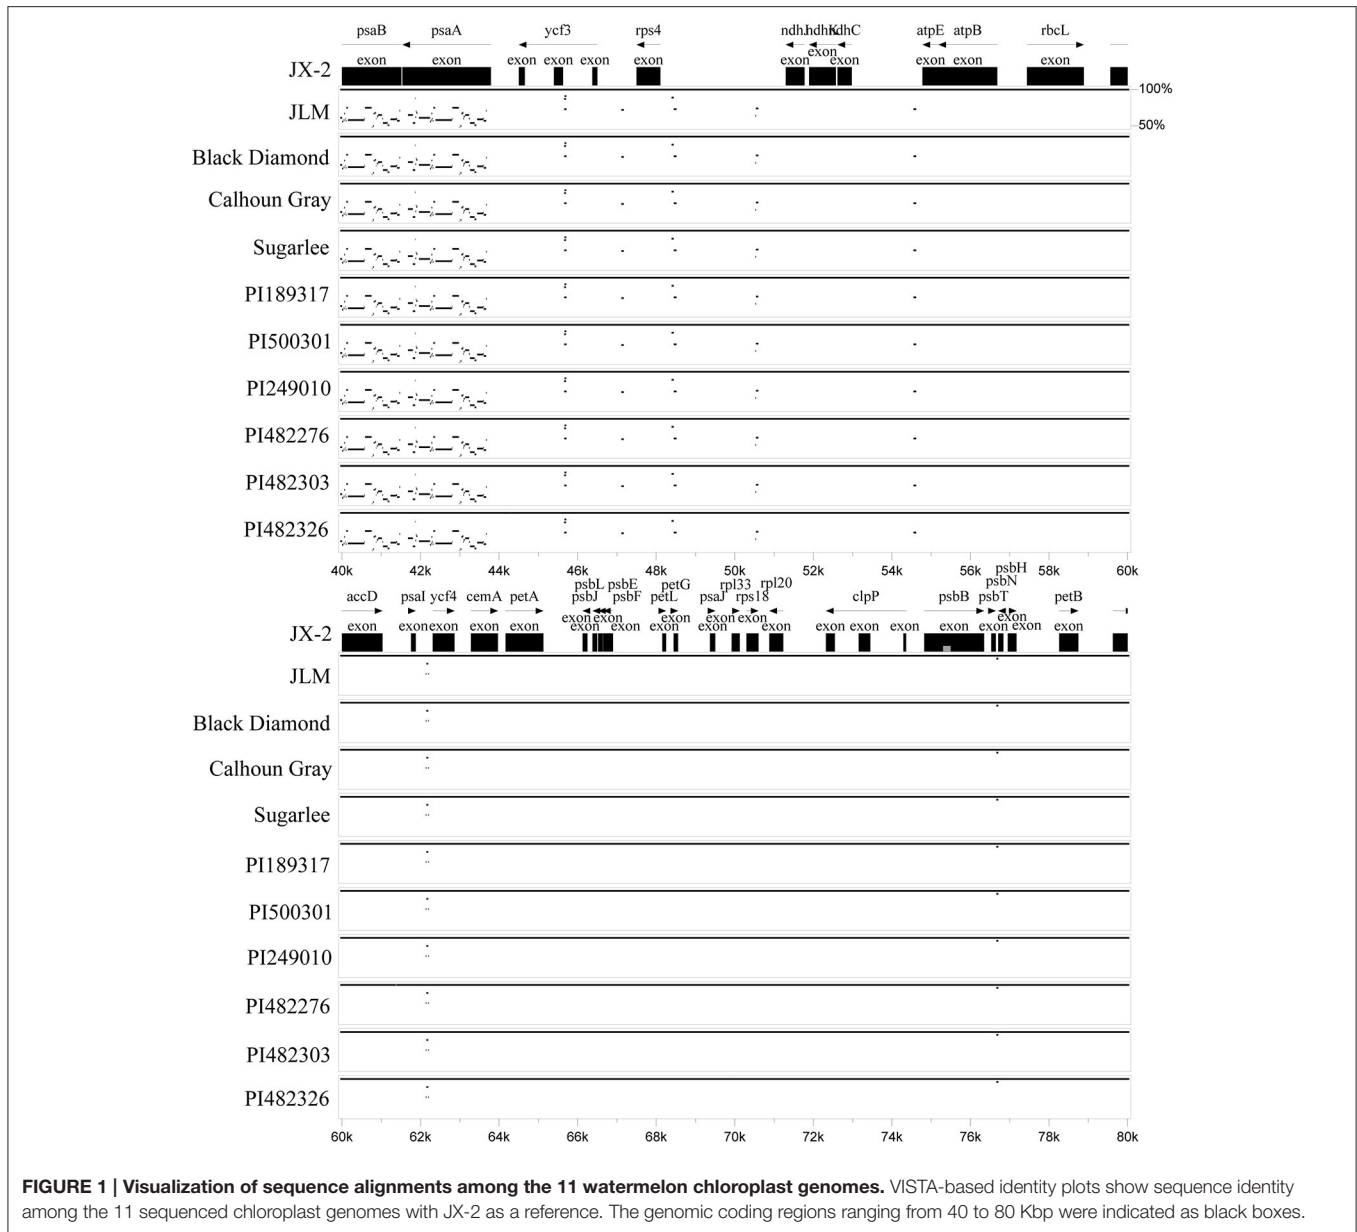 psaB psaA ycf3 rps4 ndhJ ndhK ndhC atpE atpB rbcL
exon exon exon exon exon exon exon exon exon exon exon exon
JX-2
100%
JLM
50%
Black Diamond
Calhoun Gray
Sugarlee
PI189317
PI500301
PI249010
PI482276
PI482303
PI482326
40k 42k 44k 46k 48k 50k 52k 54k 56k 58k 60k
psbH
psbL psbE petG rpl33 rpl20 psbN
accD psaI ycf4 cemA petA psbJ psbF petL psaJ rps18 clpP psbB psbT petB
exon exon exon exon exon exon exon exon exon exon exon exon exon exon exon exon exon exon exon exon
JX-2
JLM
Black Diamond
Calhoun Gray
Sugarlee
PI189317
PI500301
PI249010
PI482276
PI482303
PI482326
60k 62k 64k 66k 68k 70k 72k 74k 76k 78k 80k
FIGURE 1 | Visualization of sequence alignments among the 11 watermelon chloroplast genomes. VISTA-based identity plots show sequence identity
among the 11 sequenced chloroplast genomes with JX-2 as a reference. The genomic coding regions ranging from 40 to 80 Kbp were indicated as black boxes.